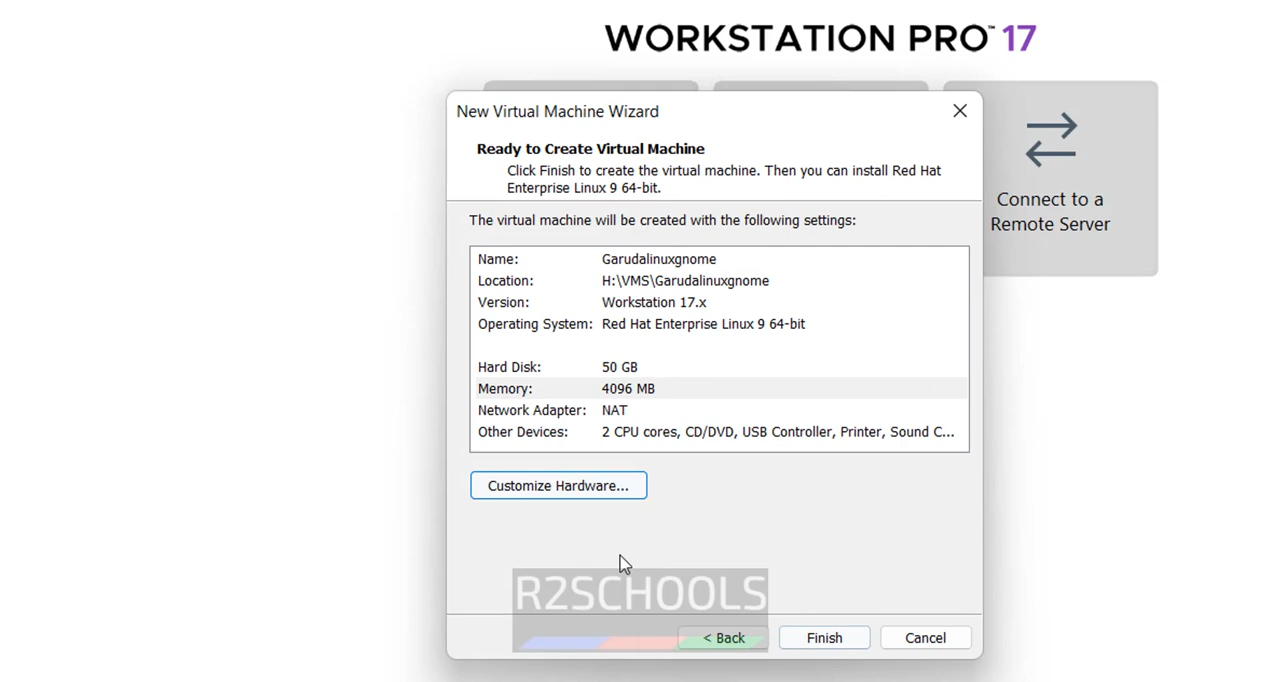 WORKSTATION PRO™ 17
New Virtual Machine Wizard
Ready to Create Virtual Machine
Click Finish to create the virtual machine. Then you can install Red Hat
Enterprise Linux 9 64-bit.
The virtual machine will be created with the following settings:
Name: Garudalinuxgnome
Location: H:\VMS\Garudalinuxgnome
Version: Workstation 17.x
Operating System: Red Hat Enterprise Linux 9 64-bit
Hard Disk: 50 GB
Memory: 4096 MB
Network Adapter: NAT
Other Devices: 2 CPU cores, CD/DVD, USB Controller, Printer, Sound C...
Customize Hardware...
R2SCHOOLS
< Back Finish Cancel
Connect to a
Remote Server